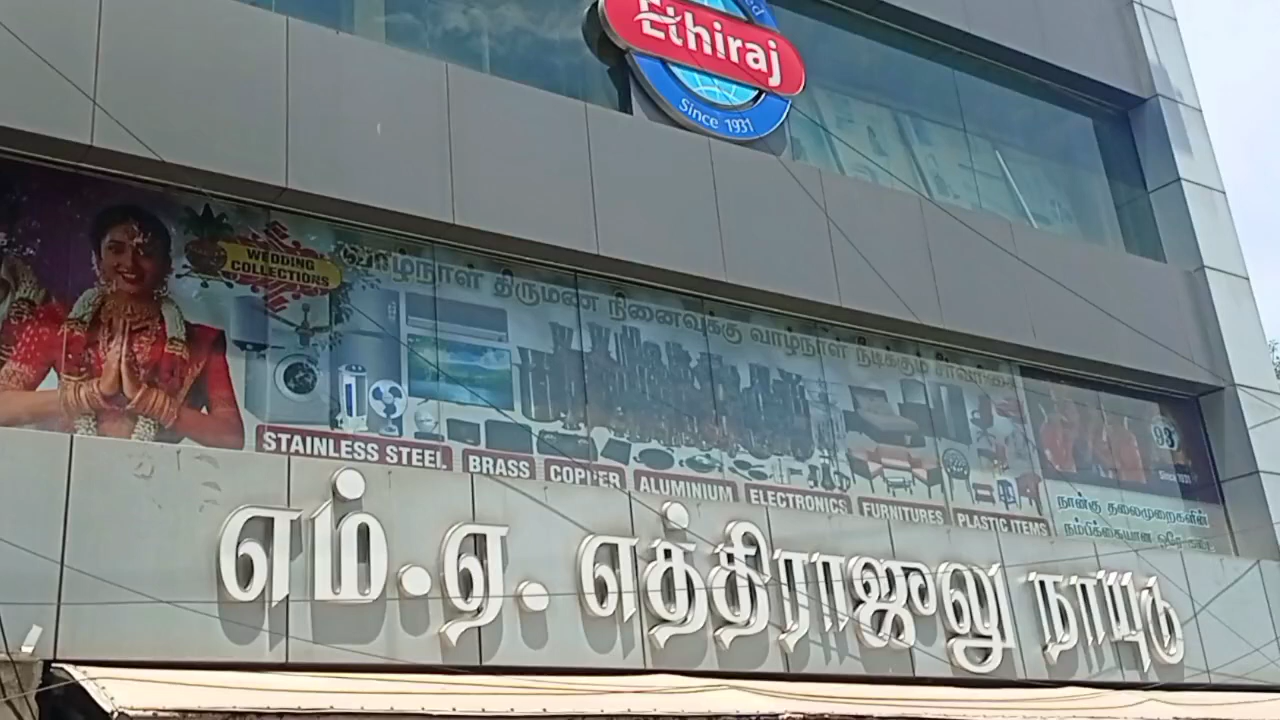 Ethiraj
Since 1931
WEDDING
COLLECTIONS
வாழ்நாள் திருமண நினைவுக்கு வாழ்நாள் நீடிக்கும்
STAINLESS STEEL
BRASS
COPPER
ALUMINIUM
ELECTRONICS
FURNITURES
PLASTIC ITEMS
93
Since 1931
நான்கு தலைமுறைகளின்
நம்பிக்கையான
எம்.ஏ. எத்திராஜுலு நாயுடு